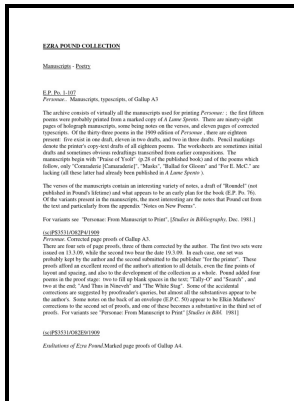 EZRA POUND COLLECTION
Manuscripts - Poetry
E.P. Po. 1-107
Personae.. Manuscripts, typescripts, of Gallup A3
The archive consists of virtually all the manuscripts used for printing Personae: ; the first fifteen
poems were probably printed from a marked copy of A Lume Spento. There are ninety-eight
pages of holograph manuscripts, some being notes on the versos, and eleven pages of corrected
typescripts. Of the thirty-three poems in the 1909 edition of Personae, there are eighteen
present: five exist in one draft, eleven in two drafts, and two in three drafts. Pencil markings
denote the printer's copy-text drafts of all eighteen poems. The worksheets are sometimes initial
drafts and sometimes obvious redraftings transcribed from earlier compositions. The
manuscripts begin with "Praise of Ysolt" (p.28 of the published book) and of the poems which
follow, only "Comraderie [Camaraderie]", "Masks", "Ballad for Gloom" and "For E. McC." are
lacking (all these latter had already been published in A Lume Spento ).
The versos of the manuscripts contain an interesting variety of notes, a draft of "Roundel" (not
published in Pound's lifetime) and what appears to be an early plan for the book (E.P. Po. 76).
Of the variants present in the manuscripts, the most interesting are the notes that Pound cut from
the text and particularly from the appendix "Notes on New Poems".
For variants see "Personae: From Manuscript to Print", [Studies in Bibliography, Dec. 1981.]
(sciPS3531/O82P4/1909
Personae. Corrected page proofs of Gallup A3.
There are four sets of page proofs, three of them corrected by the author. The first two sets were
issued on 13.3.09, while the second two bear the date 19.3.09. In each case, one set was
probably kept by the author and the second submitted to the publisher "for the printer". These
proofs afford an excellent record of the author's attention to all details, even the fine points of
layout and spacing, and also to the development of the collection as a whole. Pound added four
poems in the proof stage: two to fill up blank spaces in the text; "Tally-O" and "Search" , and
two at the end; "And Thus in Nineveh" and "The White Stag". Some of the accidental
corrections are suggested by proofreader's queries, but almost all the substantives appear to be
the author's. Some notes on the back of an envelope (E.P.C. 50) appear to be Elkin Mathews'
corrections to the second set of proofs, and one of these becomes a substantive in the third set of
proofs. For variants see "Personae: From Manuscript to Print" [Studies in Bibl. 1981]
(sciPS3531/O82E9/1909
Exultations of Ezra Pound.Marked page proofs of Gallup A4.